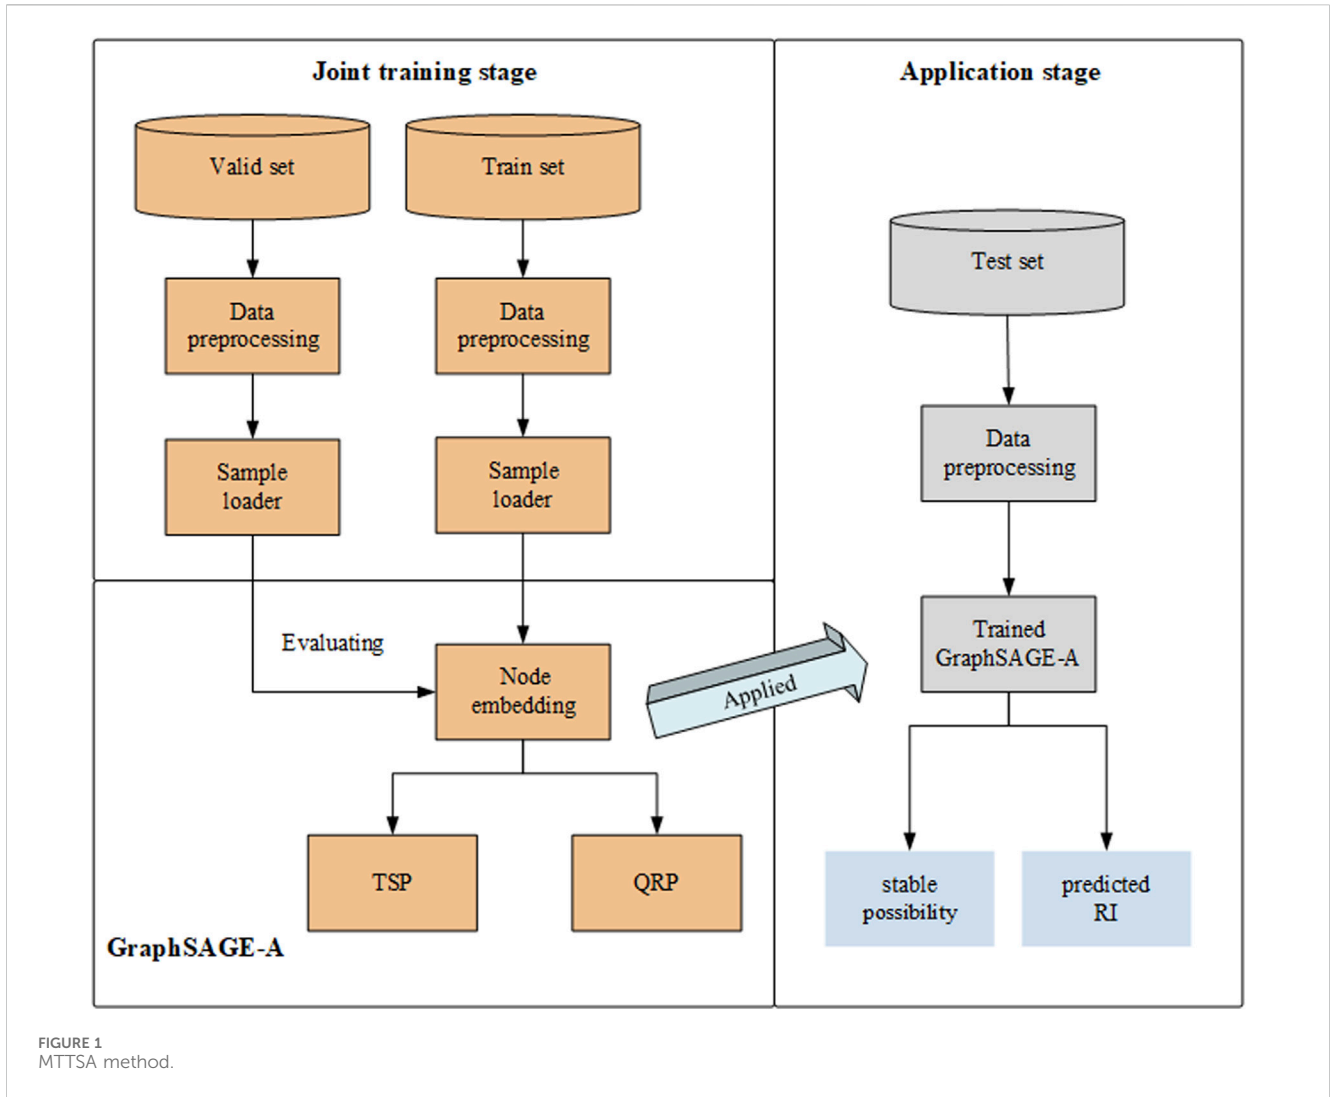 Joint training stage
Valid set
Train set
Data
preprocessing
Data
preprocessing
Sample
loader
Sample
loader
Evaluating
Node
embedding
TSP
QRP
GraphSAGE-A
Applied
Application stage
Test set
Data
preprocessing
Trained
GraphSAGE-A
stable
possibility
predicted
RI
FIGURE 1
MTTSA method.